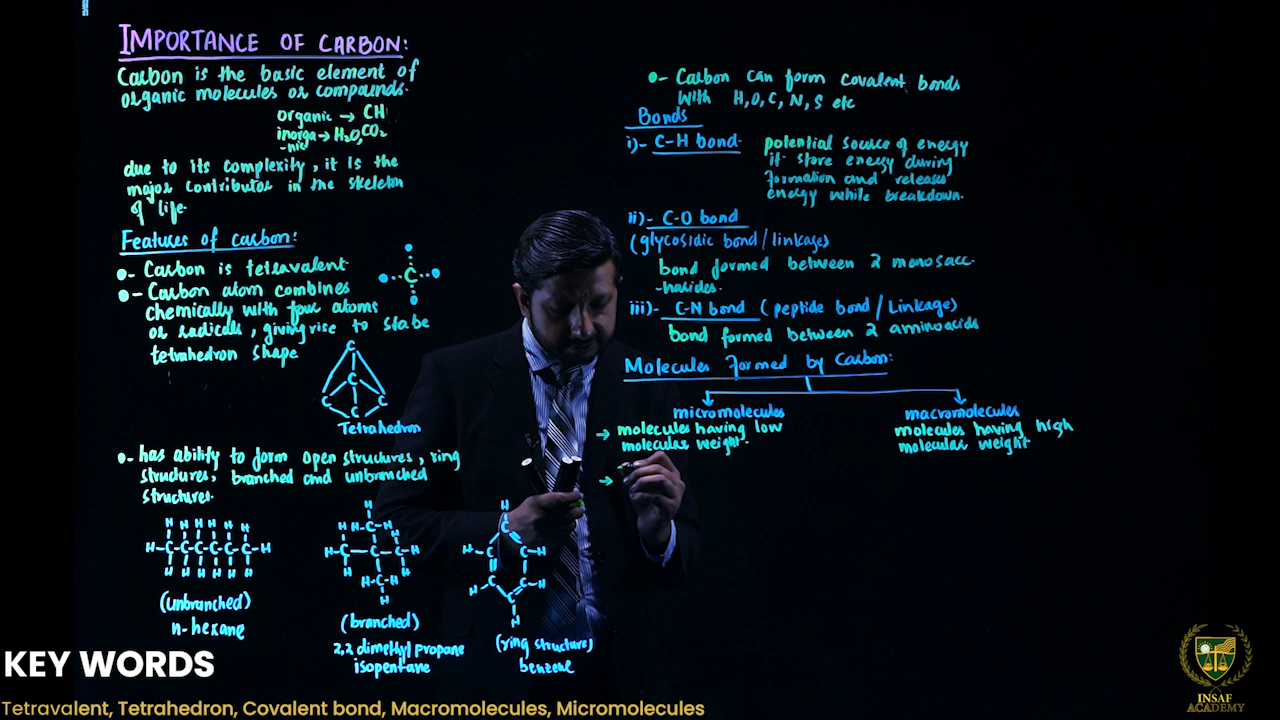 IMPORTANCE OF CARBON:
Carbon is the basic element of
organic molecules or compounds.
organic → CH
inorga → H2O, CO2
-nic
due to its complexity, it is the
major contributor in the skeleton
of life.
Features of carbon:
- Carbon is tetravalent
C
- Carbon atom combines
chemically with four atoms
or radicals, giving rise to stabe
tetrahedron shape
C
C
C C C
Tetrahedron
- has ability to form open structures, ring
structures, branched and unbranched
structures.
H H H H H H
H-C-C-C-C-C-C-H
H H H H H H
(unbranched)
n-hexane
(branched)
2,2 dimethyl propane
isopentane
(ring structure)
benzene
- Carbon can form covalent bonds
with H, O, C, N, S etc
Bonds
i)- C-H bond
potential source of energy
it store energy during
formation and releases
energy while breakdown.
ii)- C-O bond
(glycosidic bond/linkage)
bond formed between 2 monosacc-
-harides.
iii)- C-N bond (peptide bond/Linkage)
bond formed between 2 aminoacids
Molecules Formed by Carbon:
micromolecules
→ molecules having low
molecular weight.
→
macromolecules
molecules having high
molecular weight
KEY WORDS
Tetravalent, Tetrahedron, Covalent bond, Macromolecules, Micromolecules
INSAF
ACADEMY